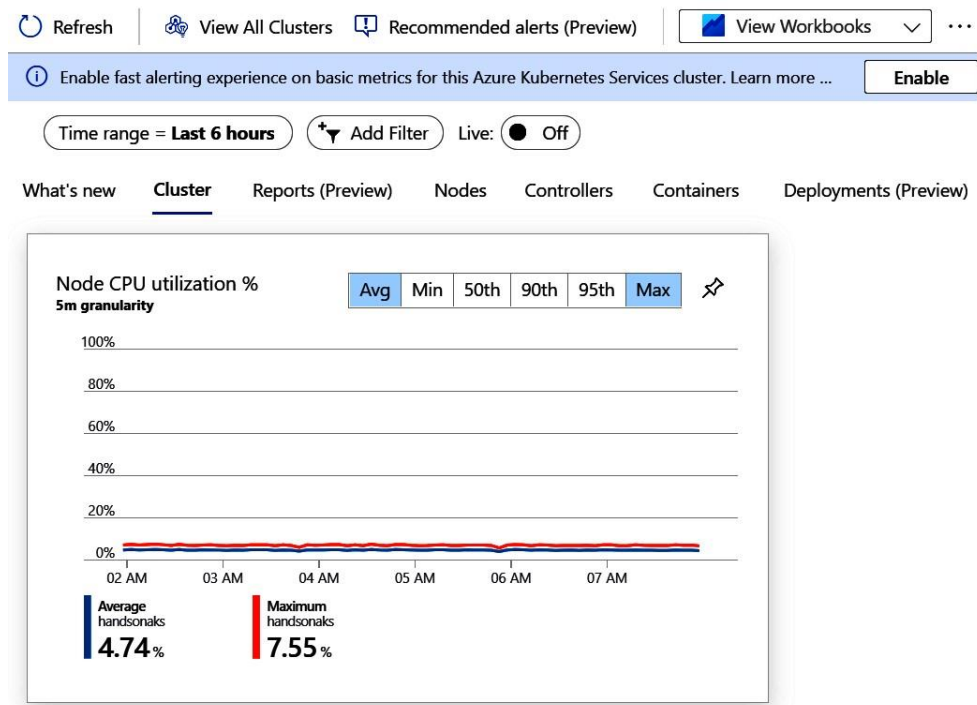 Refresh View All Clusters Recommended alerts (Preview) View Workbooks ...
Enable fast alerting experience on basic metrics for this Azure Kubernetes Services cluster. Learn more ... Enable
Time range = Last 6 hours Add Filter Live: Off
What's new Cluster Reports (Preview) Nodes Controllers Containers Deployments (Preview)
Node CPU utilization % Avg Min 50th 90th 95th Max
5m granularity
100%
80%
60%
40%
20%
0%
02 AM 03 AM 04 AM 05 AM 06 AM 07 AM
Average Maximum
handsonaks handsonaks
4.74 % 7.55 %